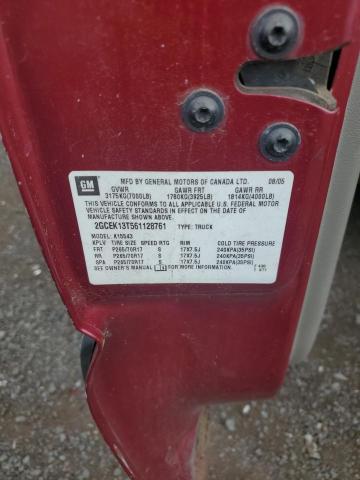 GM
MFD BY GENERAL MOTORS OF CANADA LTD. 08/05
GVWR GAWR FRT GAWR RR
3175KG(7000LB) 1780KG(3925LB) 1814KG(4000LB)
THIS VEHICLE CONFORMS TO ALL APPLICABLE U.S. FEDERAL MOTOR
VEHICLE SAFETY AND THEFT PREVENTION STANDARDS IN EFFECT ON THE DATE OF
MANUFACTURE SHOWN ABOVE.
2GCEK13T561128761 TYPE: TRUCK
MODEL: K15543
KPLV TIRE SIZE SPEED RTG RIM COLD TIRE PRESSURE
FRT P265/70R17 S 17X7.5J 240KPA(35PSI)
RR P265/70R17 S 17X7.5J 240KPA(35PSI)
SPA P265/70R17 S 17X7.5J 240KPA(35PSI)
SEE OWNER'S MANUAL FOR MORE INFORMATION.